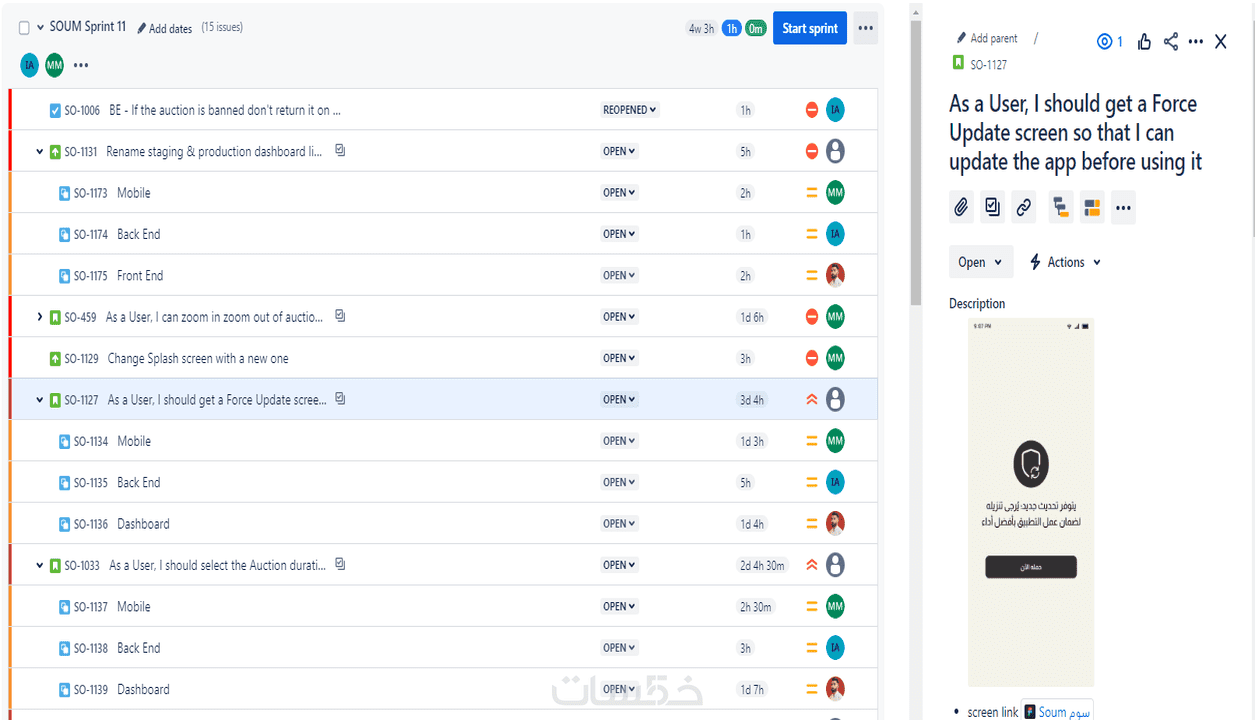 SOUM Sprint 11 Add dates (15 issues) 4w 3h 1h 0m Start sprint
IA MM
SO-1006 BE - If the auction is banned don't return it on ... REOPENED 1h IA
SO-1131 Rename staging & production dashboard li... OPEN 5h
SO-1173 Mobile OPEN 2h MM
SO-1174 Back End OPEN 1h IA
SO-1175 Front End OPEN 2h
SO-459 As a User, I can zoom in zoom out of auctio... OPEN 1d 6h MM
SO-1129 Change Splash screen with a new one OPEN 3h MM
SO-1127 As a User, I should get a Force Update scree... OPEN 3d 4h
SO-1134 Mobile OPEN 1d 3h MM
SO-1135 Back End OPEN 5h IA
SO-1136 Dashboard OPEN 1d 4h
SO-1033 As a User, I should select the Auction durati... OPEN 2d 4h 30m
SO-1137 Mobile OPEN 2h 30m MM
SO-1138 Back End OPEN 3h IA
SO-1139 Dashboard OPEN 1d 7h
خمسات
Add parent / 1
SO-1127
As a User, I should get a Force
Update screen so that I can
update the app before using it
Open Actions
Description
9:07 PM
يتوفر تحديث جديد؛ يُرجى تنزيله
لضمان عمل التطبيق بأفضل أداء
حمله الآن
screen link Soum سوم